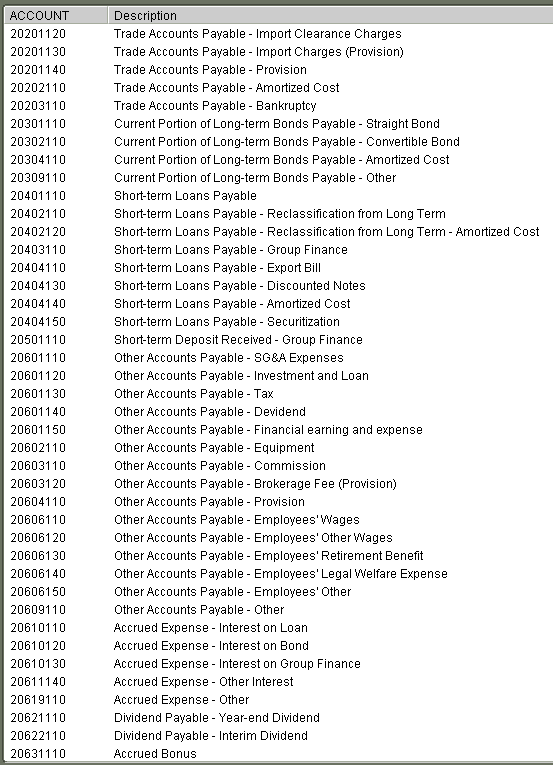 ACCOUNT Description
20201120 Trade Accounts Payable - Import Clearance Charges
20201130 Trade Accounts Payable - Import Charges (Provision)
20201140 Trade Accounts Payable - Provision
20202110 Trade Accounts Payable - Amortized Cost
20203110 Trade Accounts Payable - Bankruptcy
20301110 Current Portion of Long-term Bonds Payable - Straight Bond
20302110 Current Portion of Long-term Bonds Payable - Convertible Bond
20304110 Current Portion of Long-term Bonds Payable - Amortized Cost
20309110 Current Portion of Long-term Bonds Payable - Other
20401110 Short-term Loans Payable
20402110 Short-term Loans Payable - Reclassification from Long Term
20402120 Short-term Loans Payable - Reclassification from Long Term - Amortized Cost
20403110 Short-term Loans Payable - Group Finance
20404110 Short-term Loans Payable - Export Bill
20404130 Short-term Loans Payable - Discounted Notes
20404140 Short-term Loans Payable - Amortized Cost
20404150 Short-term Loans Payable - Securitization
20501110 Short-term Deposit Received - Group Finance
20601110 Other Accounts Payable - SG&A Expenses
20601120 Other Accounts Payable - Investment and Loan
20601130 Other Accounts Payable - Tax
20601140 Other Accounts Payable - Devidend
20601150 Other Accounts Payable - Financial earning and expense
20602110 Other Accounts Payable - Equipment
20603110 Other Accounts Payable - Commission
20603120 Other Accounts Payable - Brokerage Fee (Provision)
20604110 Other Accounts Payable - Provision
20606110 Other Accounts Payable - Employees' Wages
20606120 Other Accounts Payable - Employees' Other Wages
20606130 Other Accounts Payable - Employees' Retirement Benefit
20606140 Other Accounts Payable - Employees' Legal Welfare Expense
20606150 Other Accounts Payable - Employees' Other
20609110 Other Accounts Payable - Other
20610110 Accrued Expense - Interest on Loan
20610120 Accrued Expense - Interest on Bond
20610130 Accrued Expense - Interest on Group Finance
20611140 Accrued Expense - Other Interest
20619110 Accrued Expense - Other
20621110 Dividend Payable - Year-end Dividend
20622110 Dividend Payable - Interim Dividend
20631110 Accrued Bonus